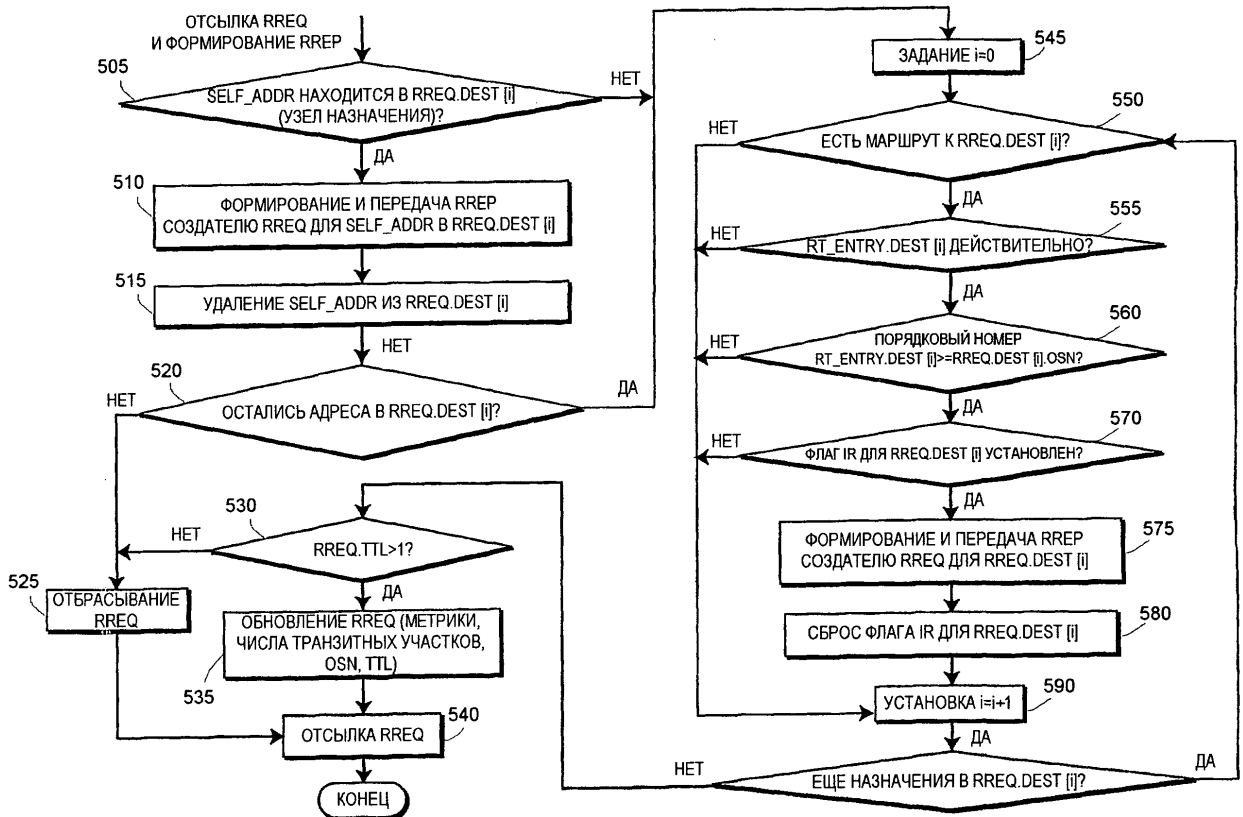 ОТСЫЛКА RREQ
И ФОРМИРОВАНИЕ RREP
505
SELF_ADDR НАХОДИТСЯ В RREQ.DEST [i]
(УЗЕЛ НАЗНАЧЕНИЯ)?
НЕТ
ДА
510
ФОРМИРОВАНИЕ И ПЕРЕДАЧА RREP
СОЗДАТЕЛЮ RREQ ДЛЯ SELF_ADDR В RREQ.DEST [i]
515
УДАЛЕНИЕ SELF_ADDR ИЗ RREQ.DEST [i]
НЕТ
520
НЕТ
ОСТАЛИСЬ АДРЕСА В RREQ.DEST [i]?
ДА
530
НЕТ
RREQ.TTL>1?
ДА
525
ОТБРАСЫВАНИЕ
RREQ
ОБНОВЛЕНИЕ RREQ (МЕТРИКИ,
ЧИСЛА ТРАНЗИТНЫХ УЧАСТКОВ,
OSN, TTL)
535
540
ОТСЫЛКА RREQ
КОНЕЦ
545
ЗАДАНИЕ i=0
550
НЕТ
ЕСТЬ МАРШРУТ К RREQ.DEST [i]?
ДА
555
НЕТ
RT_ENTRY.DEST [i] ДЕЙСТВИТЕЛЬНО?
ДА
560
НЕТ
ПОРЯДКОВЫЙ НОМЕР
RT_ENTRY.DEST [i]>=RREQ.DEST [i].OSN?
ДА
570
НЕТ
ФЛАГ IR ДЛЯ RREQ.DEST [i] УСТАНОВЛЕН?
ДА
575
ФОРМИРОВАНИЕ И ПЕРЕДАЧА RREP
СОЗДАТЕЛЮ RREQ ДЛЯ RREQ.DEST [i]
580
СБРОС ФЛАГА IR ДЛЯ RREQ.DEST [i]
590
УСТАНОВКА i=i+1
ДА
НЕТ
ЕЩЕ НАЗНАЧЕНИЯ В RREQ.DEST [i]?
ДА